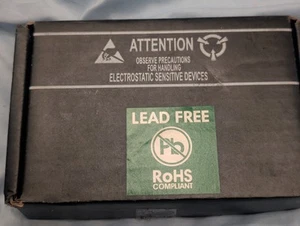 ATTENTION
OBSERVE PRECAUTIONS
FOR HANDLING
ELECTROSTATIC SENSITIVE DEVICES
LEAD FREE
Pb
RoHS
COMPLIANT